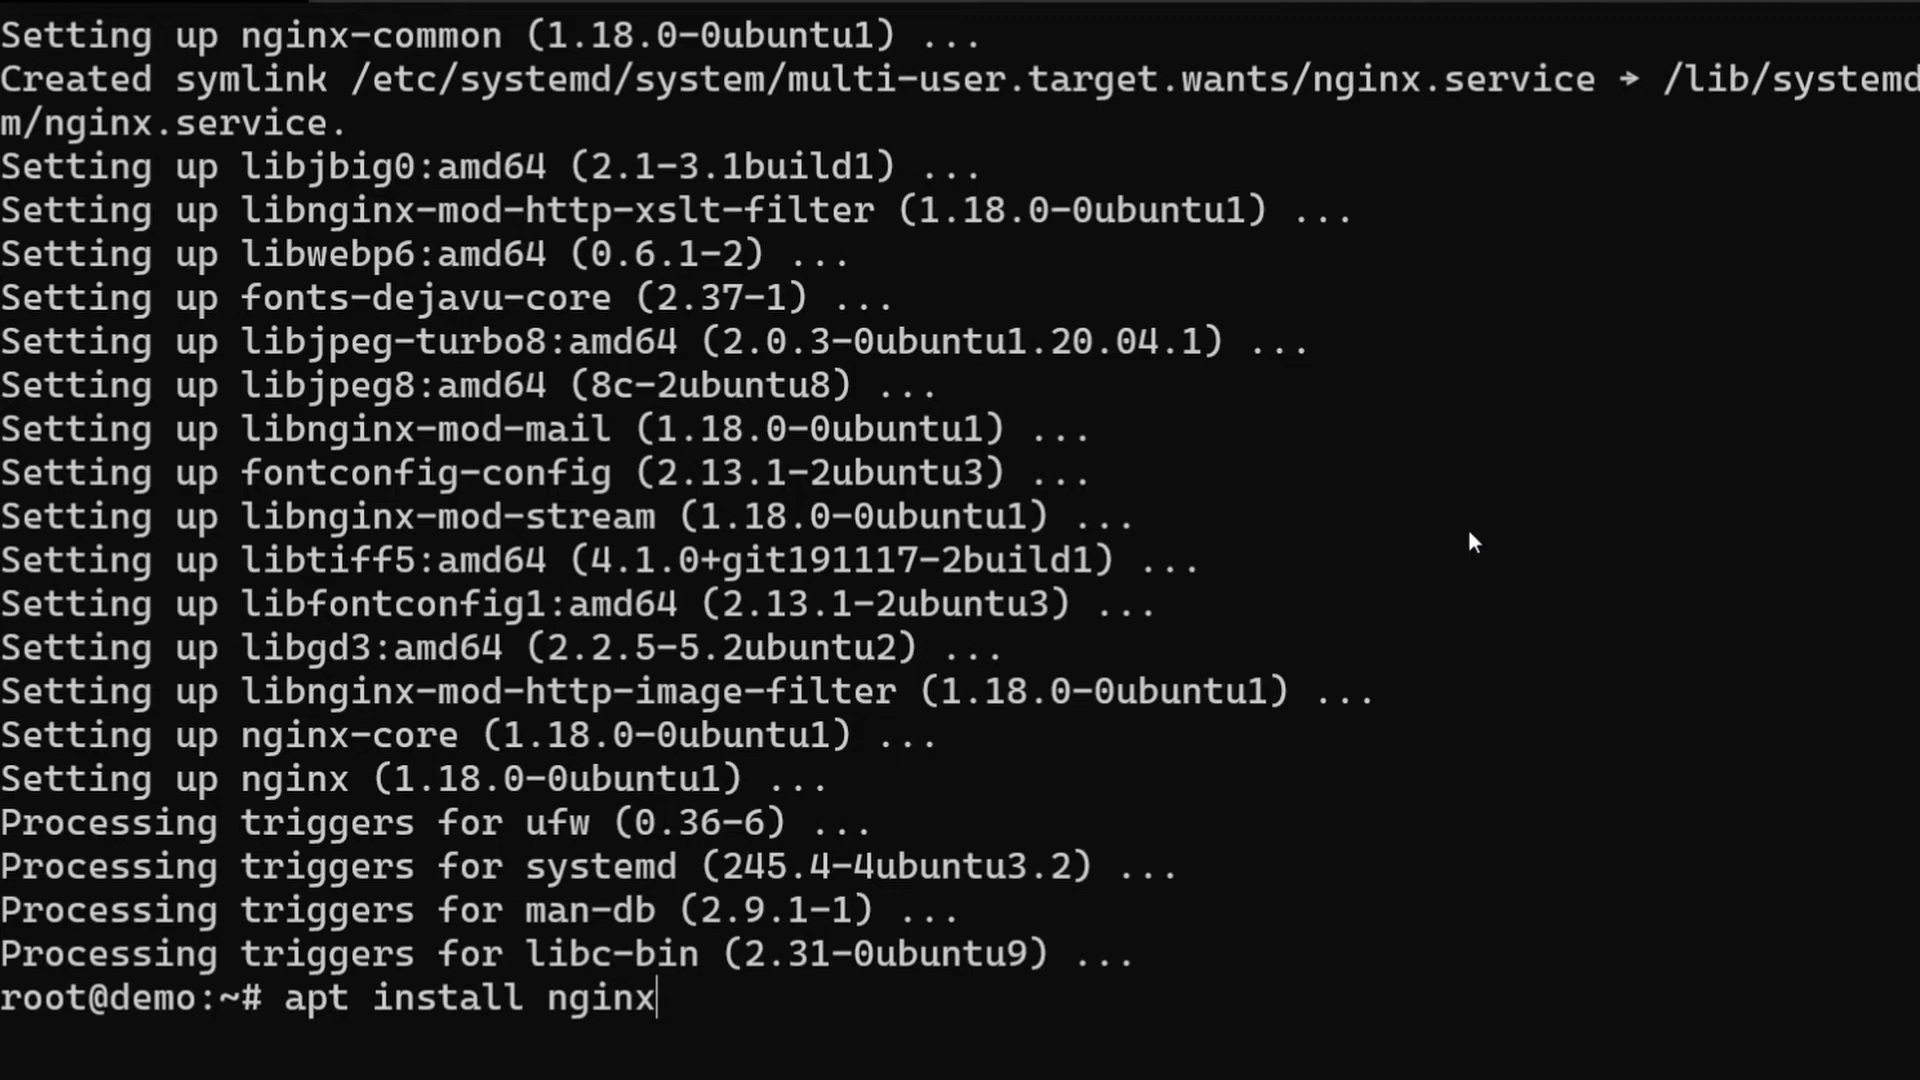 Setting up nginx-common (1.18.0-0ubuntu1) ...
Created symlink /etc/systemd/system/multi-user.target.wants/nginx.service → /lib/systemd
m/nginx.service.
Setting up libjbig0:amd64 (2.1-3.1build1) ...
Setting up libnginx-mod-http-xslt-filter (1.18.0-0ubuntu1) ...
Setting up libwebp6:amd64 (0.6.1-2) ...
Setting up fonts-dejavu-core (2.37-1) ...
Setting up libjpeg-turbo8:amd64 (2.0.3-0ubuntu1.20.04.1) ...
Setting up libjpeg8:amd64 (8c-2ubuntu8) ...
Setting up libnginx-mod-mail (1.18.0-0ubuntu1) ...
Setting up fontconfig-config (2.13.1-2ubuntu3) ...
Setting up libnginx-mod-stream (1.18.0-0ubuntu1) ...
Setting up libtiff5:amd64 (4.1.0+git191117-2build1) ...
Setting up libfontconfig1:amd64 (2.13.1-2ubuntu3) ...
Setting up libgd3:amd64 (2.2.5-5.2ubuntu2) ...
Setting up libnginx-mod-http-image-filter (1.18.0-0ubuntu1) ...
Setting up nginx-core (1.18.0-0ubuntu1) ...
Setting up nginx (1.18.0-0ubuntu1) ...
Processing triggers for ufw (0.36-6) ...
Processing triggers for systemd (245.4-4ubuntu3.2) ...
Processing triggers for man-db (2.9.1-1) ...
Processing triggers for libc-bin (2.31-0ubuntu9) ...
root@demo:~# apt install nginx